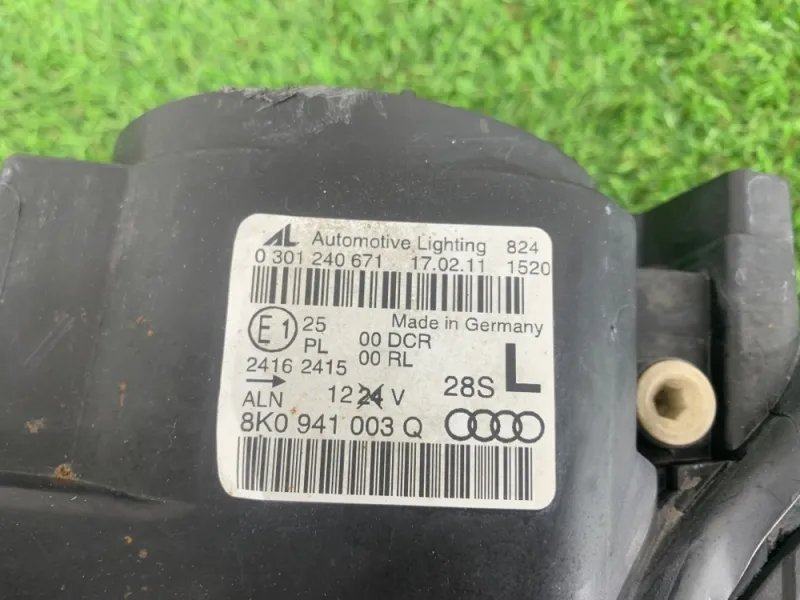 AL Automotive Lighting 824
0 301 240 671 17.02.11 1520
Made in Germany
E1 25 00 DCR
PL 00 RL
2416 2415
ALN 12 24 V 28S L
8K0 941 003 Q